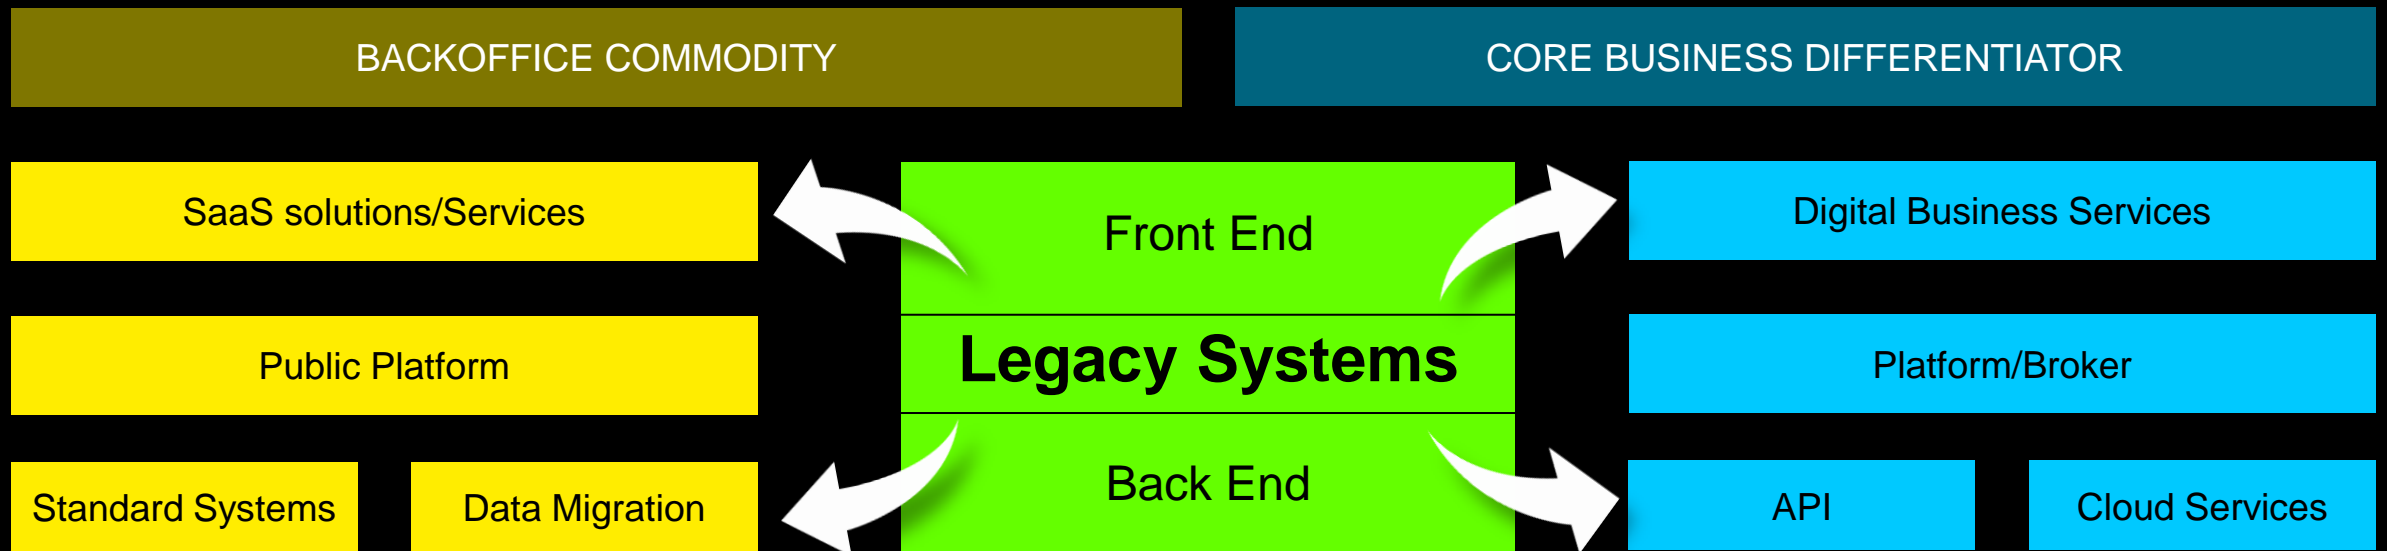 BACKOFFICE COMMODITY
CORE BUSINESS DIFFERENTIATOR
SaaS solutions/Services
Front End
Digital Business Services
Public Platform
Legacy Systems
Platform/Broker
Standard Systems
Data Migration
Back End
API
Cloud Services